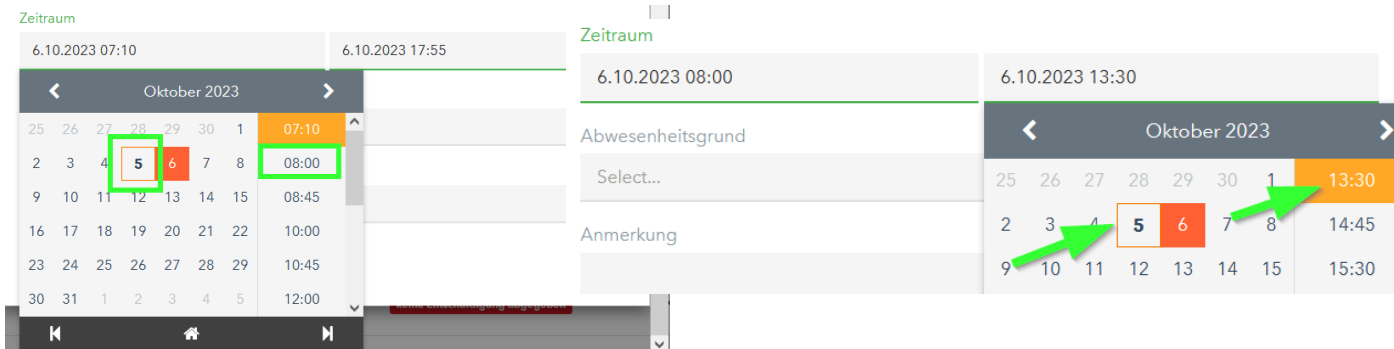 Zeitraum
6.10.2023 07:10
6.10.2023 17:55
Oktober 2023
25 26 27 28 29 30 1 07:10
2 3 4 5 6 7 8 08:00
9 10 11 12 13 14 15 08:45
16 17 18 19 20 21 22 10:00
23 24 25 26 27 28 29 10:45
30 31 1 2 3 4 5 12:00
Zeitraum
6.10.2023 08:00
6.10.2023 13:30
Abwesenheitsgrund
Select...
Anmerkung
Oktober 2023
25 26 27 28 29 30 1 13:30
2 3 4 5 6 7 8 14:45
9 10 11 12 13 14 15 15:30